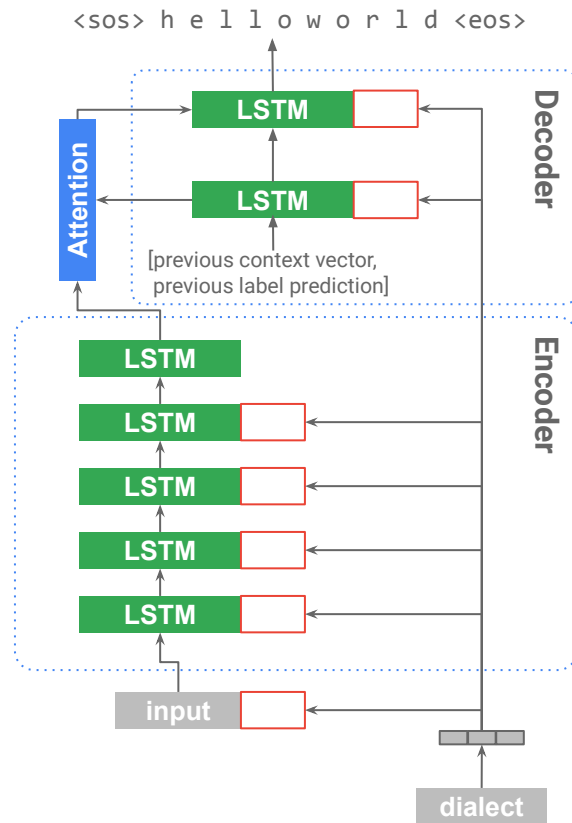 <sos> h e l l o w o r l d <eos>
LSTM
Decoder
Attention
LSTM
[previous context vector,
previous label prediction]
LSTM
Encoder
LSTM
LSTM
LSTM
LSTM
input
dialect